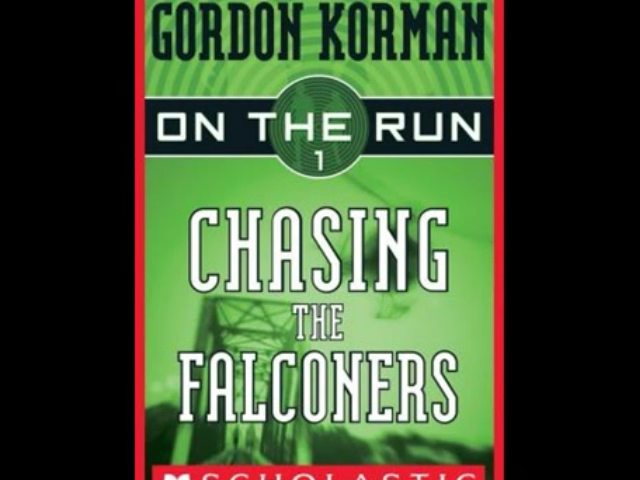 GORDON KORMAN
ON THE RUN
1
CHASING
THE
FALCONERS
SCHOLASTIC